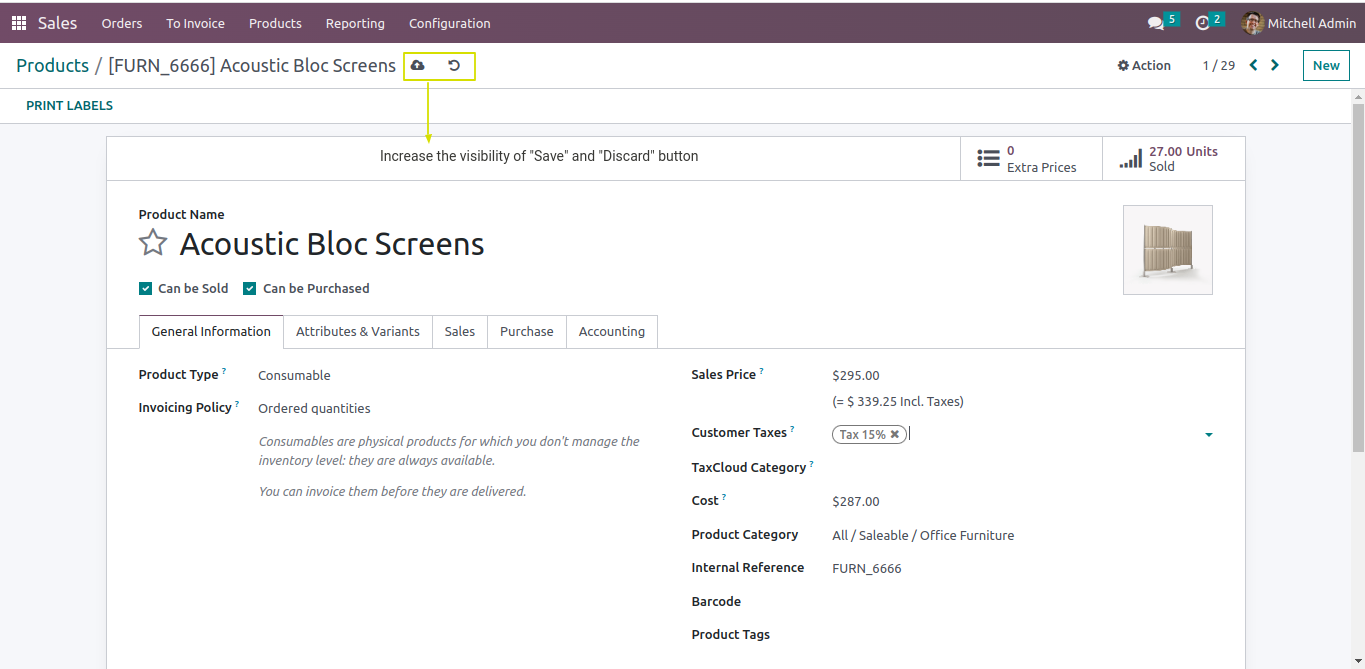 Sales Orders To Invoice Products Reporting Configuration 5 2 Mitchell Admin
Products / [FURN_6666] Acoustic Bloc Screens Action 1 / 29 New
PRINT LABELS
Increase the visibility of "Save" and "Discard" button
0
Extra Prices
27.00 Units
Sold
Product Name
Acoustic Bloc Screens
Can be Sold Can be Purchased
General Information Attributes & Variants Sales Purchase Accounting
Product Type ? Consumable
Invoicing Policy ? Ordered quantities
Consumables are physical products for which you don't manage the
inventory level: they are always available.
You can invoice them before they are delivered.
Sales Price ? $295.00
(= $ 339.25 Incl. Taxes)
Customer Taxes ? Tax 15% ✖
TaxCloud Category ?
Cost ? $287.00
Product Category All / Saleable / Office Furniture
Internal Reference FURN_6666
Barcode
Product Tags